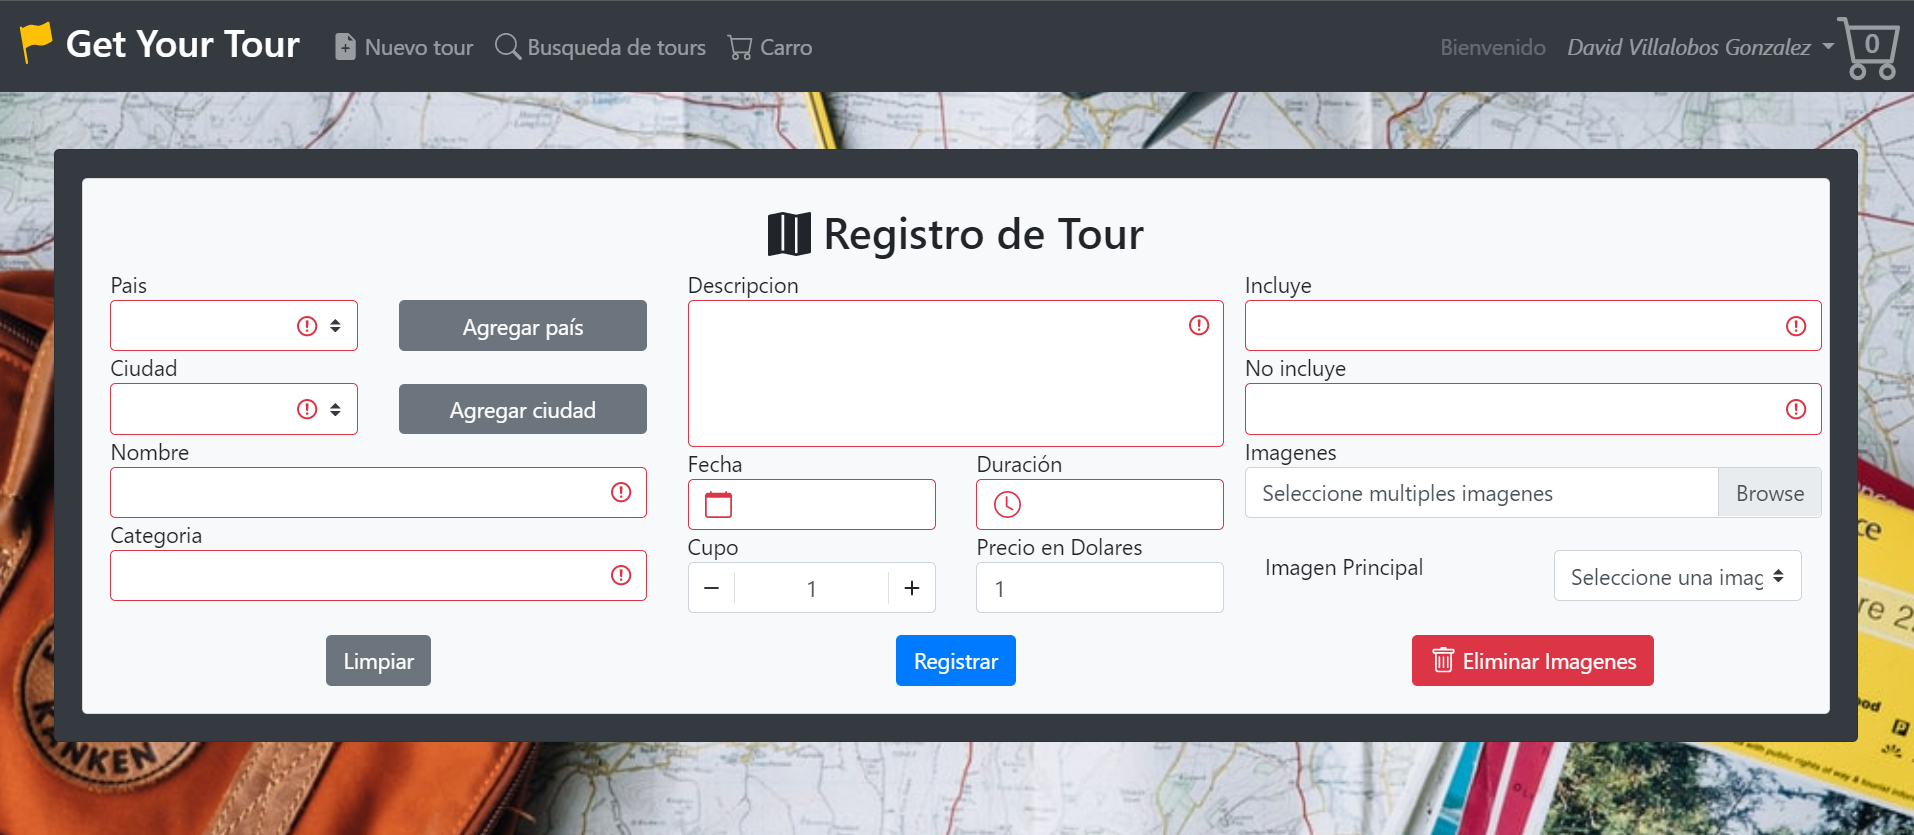 Get Your Tour
Nuevo tour
Busqueda de tours
Carro
Bienvenido
David Villalobos Gonzalez
0
Registro de Tour
Pais
Agregar país
Ciudad
Agregar ciudad
Nombre
Categoria
Descripcion
Fecha
Duración
Cupo
1
Precio en Dolares
1
Incluye
No incluye
Imagenes
Seleccione multiples imagenes
Browse
Imagen Principal
Seleccione una imag
Limpiar
Registrar
Eliminar Imagenes
ANKEN